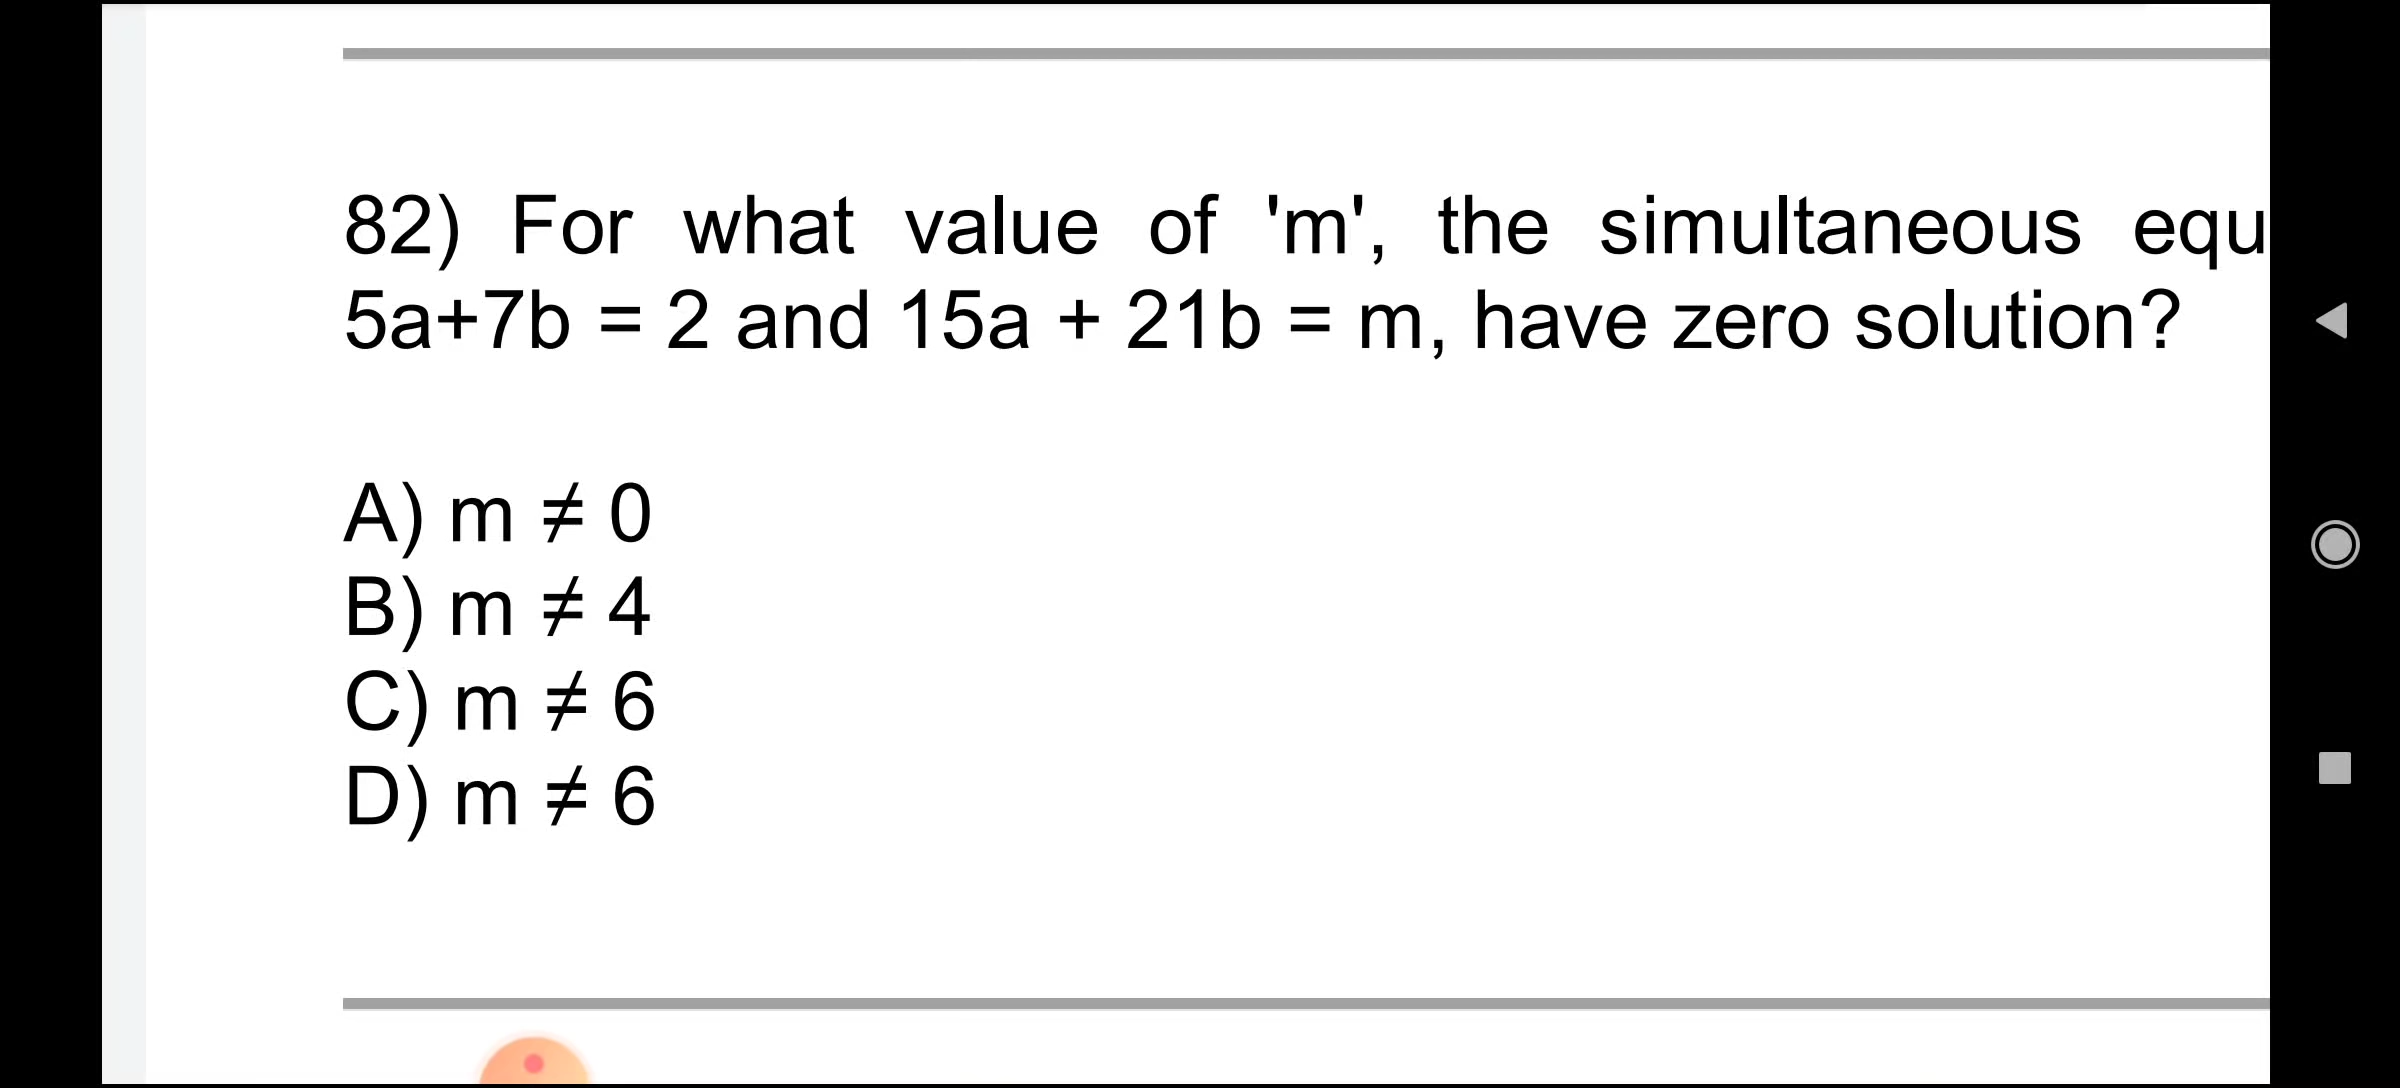 82) For what value of 'm', the simultaneous equ
5a+7b = 2 and 15a + 21b = m, have zero solution?
A) m ≠ 0
B) m ≠ 4
C) m ≠ 6
D) m ≠ 6